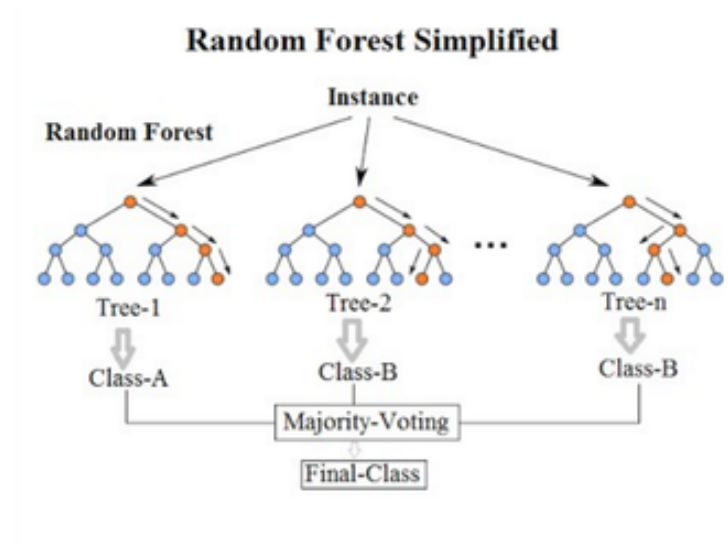 Random Forest Simplified
Instance
Random Forest
...
Tree-1
Tree-2
Tree-n
Class-A
Class-B
Class-B
Majority-Voting
Final-Class